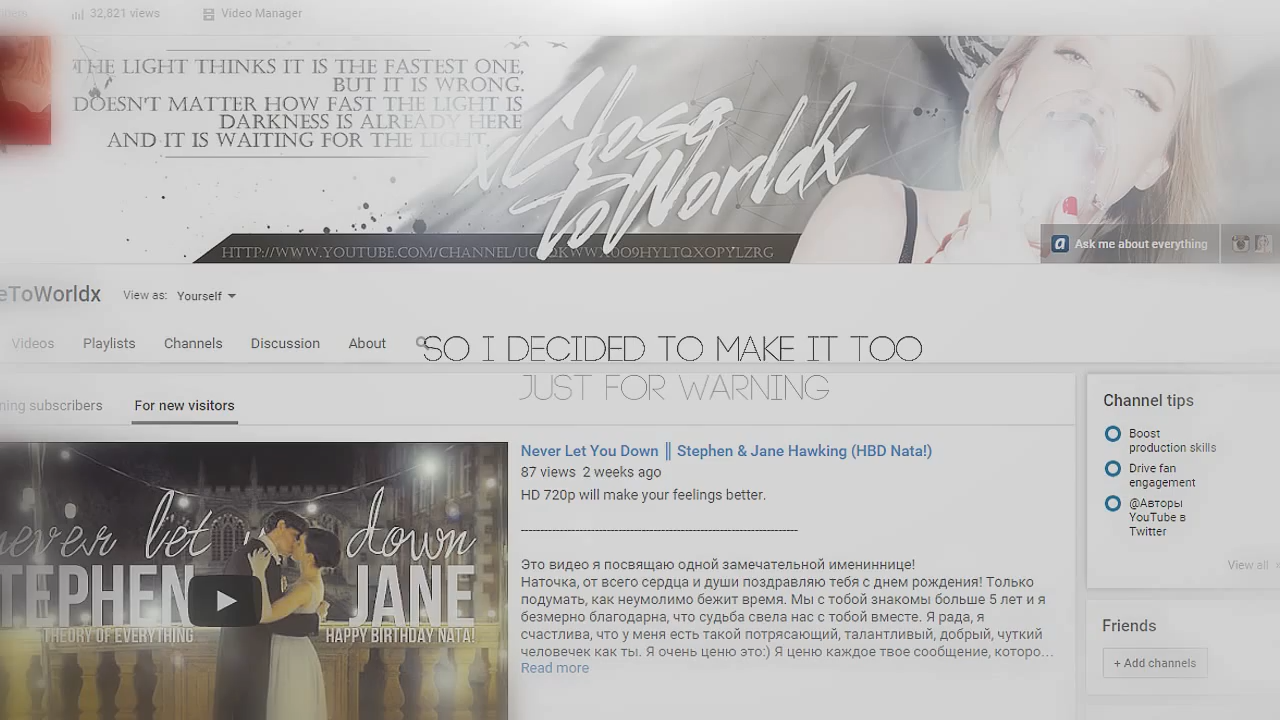 32,821 views
Video Manager
THE LIGHT THINKS IT IS THE FASTEST ONE,
BUT IT IS WRONG.
DOESN'T MATTER HOW FAST THE LIGHT IS
DARKNESS IS ALREADY HERE
AND IT IS WAITING FOR THE LIGHT.
xClose
toWorldx
Ask me about everything
eToWorldx
View as: Yourself
Videos Playlists Channels Discussion About
SO I DECIDED TO MAKE IT TOO
JUST FOR WARNING
ning subscribers
For new visitors
never let down
STEPHEN JANE
THEORY OF EVERYTHING
HAPPY BIRTHDAY NATA!
Never Let You Down ║ Stephen & Jane Hawking (HBD Nata!)
87 views 2 weeks ago
HD 720p will make your feelings better.
Это видео я посвящаю одной замечательной имениннице!
Наточка, от всего сердца и души поздравляю тебя с днем рождения! Только
подумать, как неумолимо бежит время. Мы с тобой знакомы больше 5 лет и я
безмерно благодарна, что судьба свела нас с тобой вместе. Я рада, я
счастлива, что у меня есть такой потрясающий, талантливый, добрый, чуткий
человечек как ты. Я очень ценю это:) Я ценю каждое твое сообщение, которо...
Read more
Channel tips
Boost
production skills
Drive fan
engagement
@Авторы
YouTube в
Twitter
View all
Friends
+ Add channels